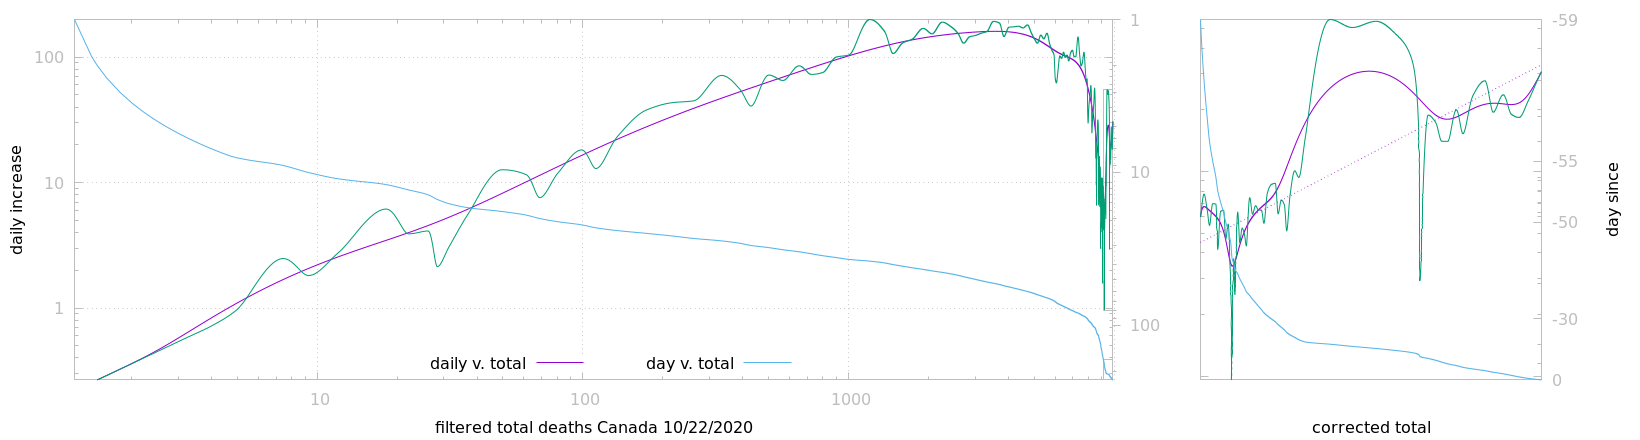 daily increase
100
10
1
daily v. total
day v. total
10
100
1000
filtered total deaths Canada 10/22/2020
1
10
100
-59
-55
-50
-30
0
day since
corrected total